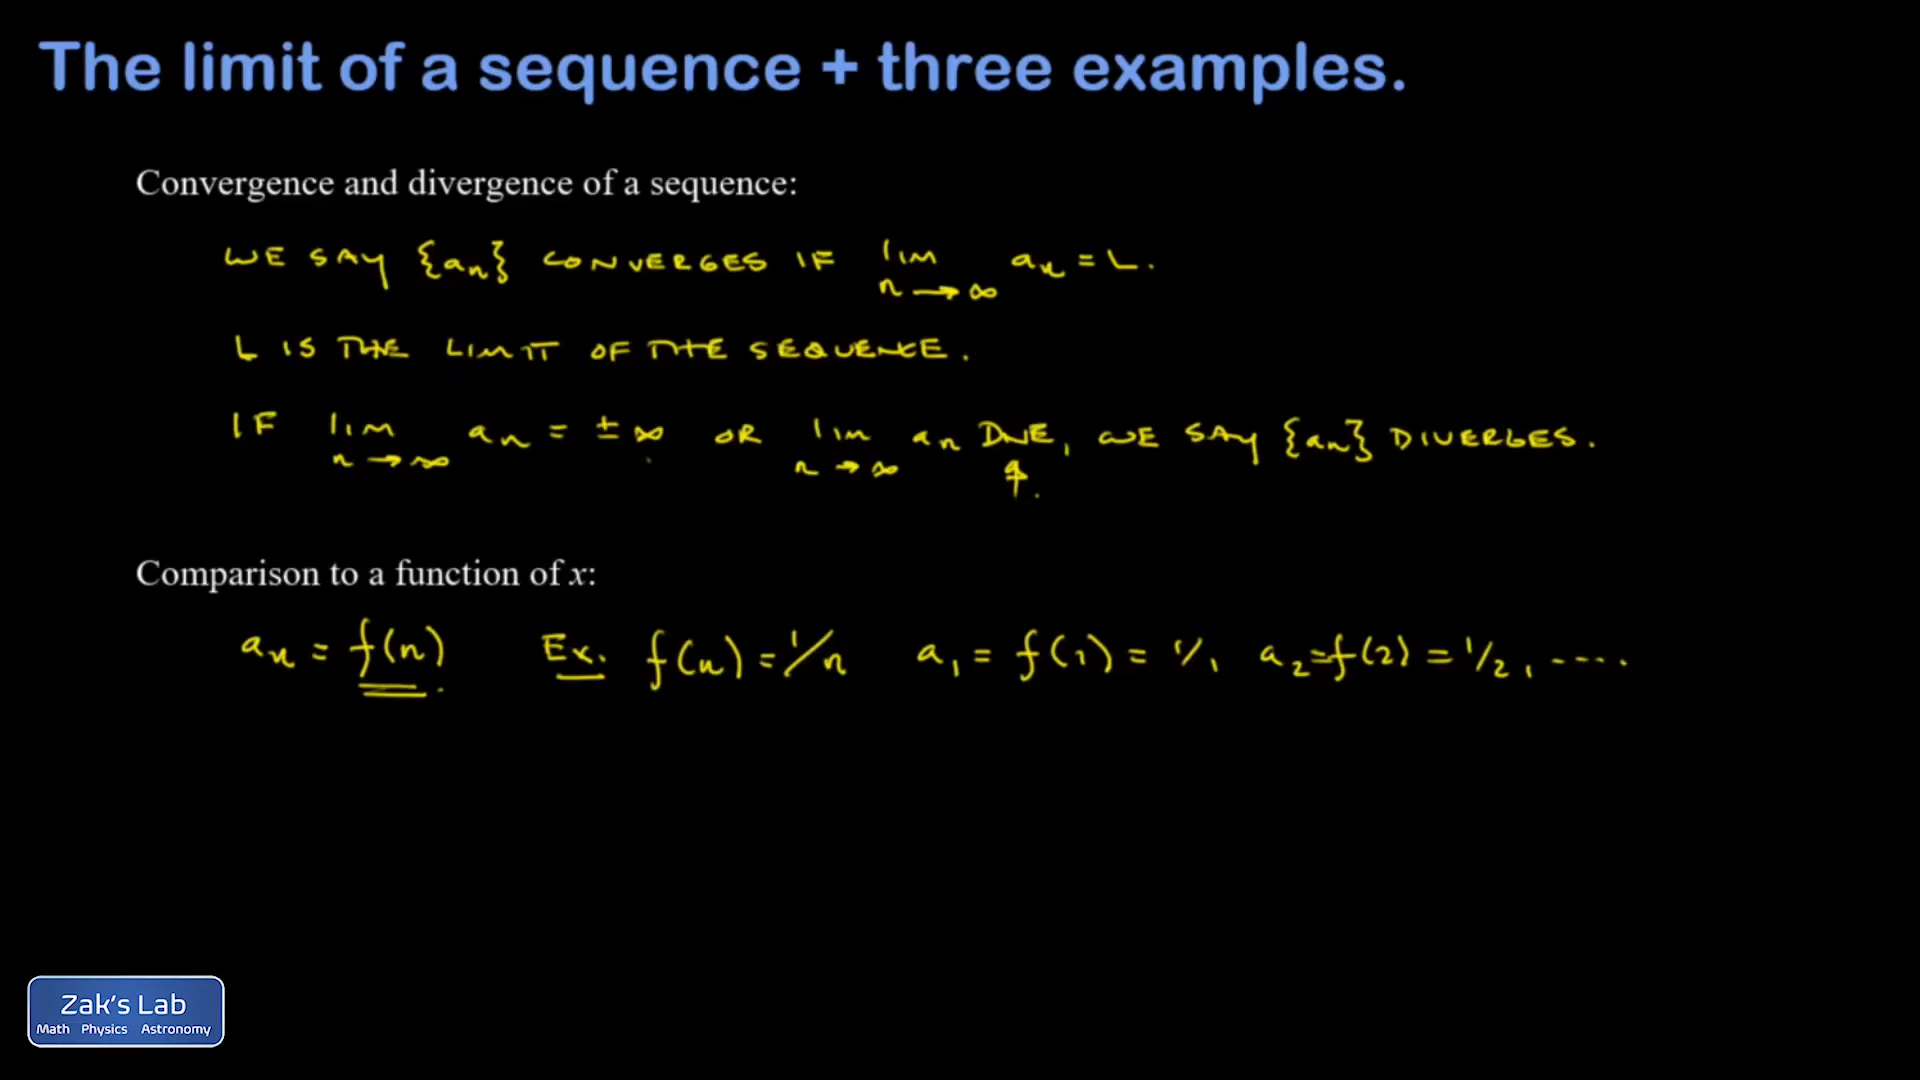 The limit of a sequence + three examples.
Convergence and divergence of a sequence:
WE SAY {aₙ} CONVERGES IF lim n→∞ aₙ = L.
L IS THE LIMIT OF THE SEQUENCE.
IF lim n→∞ aₙ = ±∞ OR lim n→∞ aₙ DNE, WE SAY {aₙ} DIVERGES.
Comparison to a function of x:
aₙ = f(n) Ex. f(n) = 1/n a₁ = f(1) = 1/1, a₂ = f(2) = 1/2, ....
Zak's Lab
Math Physics Astronomy